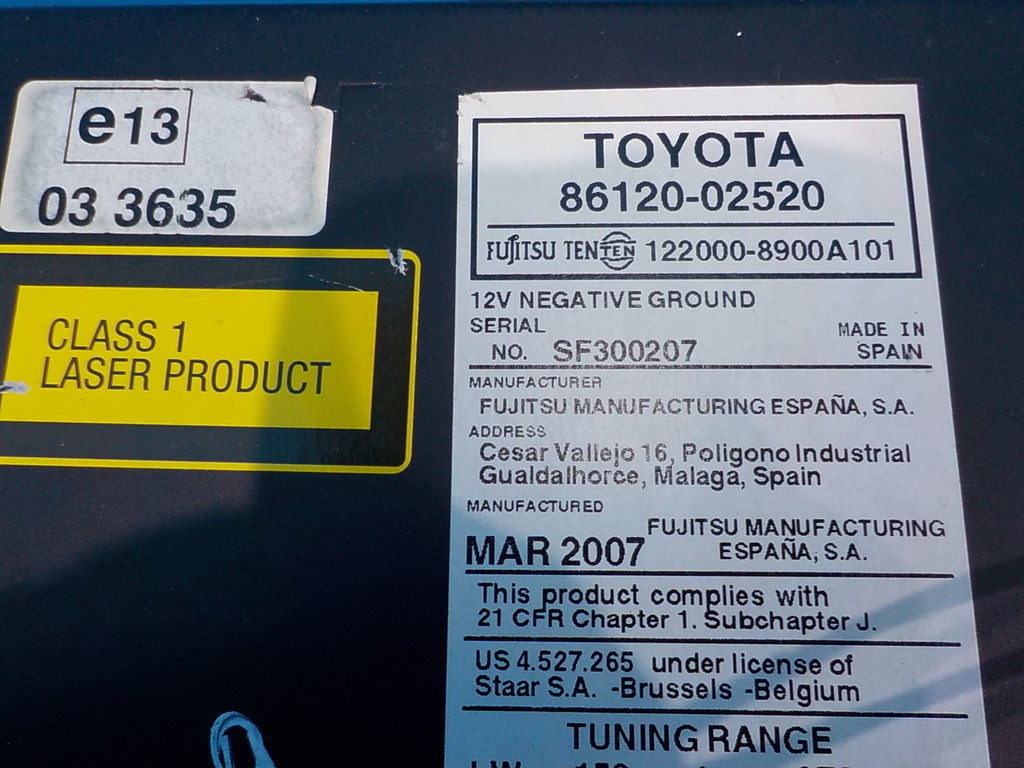 e13
03 3635
CLASS 1
LASER PRODUCT
TOYOTA
86120-02520
FUJITSU TEN TEN 122000-8900A101
12V NEGATIVE GROUND
SERIAL
NO. SF300207
MADE IN
SPAIN
MANUFACTURER
FUJITSU MANUFACTURING ESPAÑA, S.A.
ADDRESS
Cesar Vallejo 16, Poligono Industrial
Gualdalhorce, Malaga, Spain
MANUFACTURED
MAR 2007
FUJITSU MANUFACTURING
ESPAÑA, S.A.
This product complies with
21 CFR Chapter 1. Subchapter J.
US 4.527.265 under license of
Staar S.A. -Brussels -Belgium
TUNING RANGE